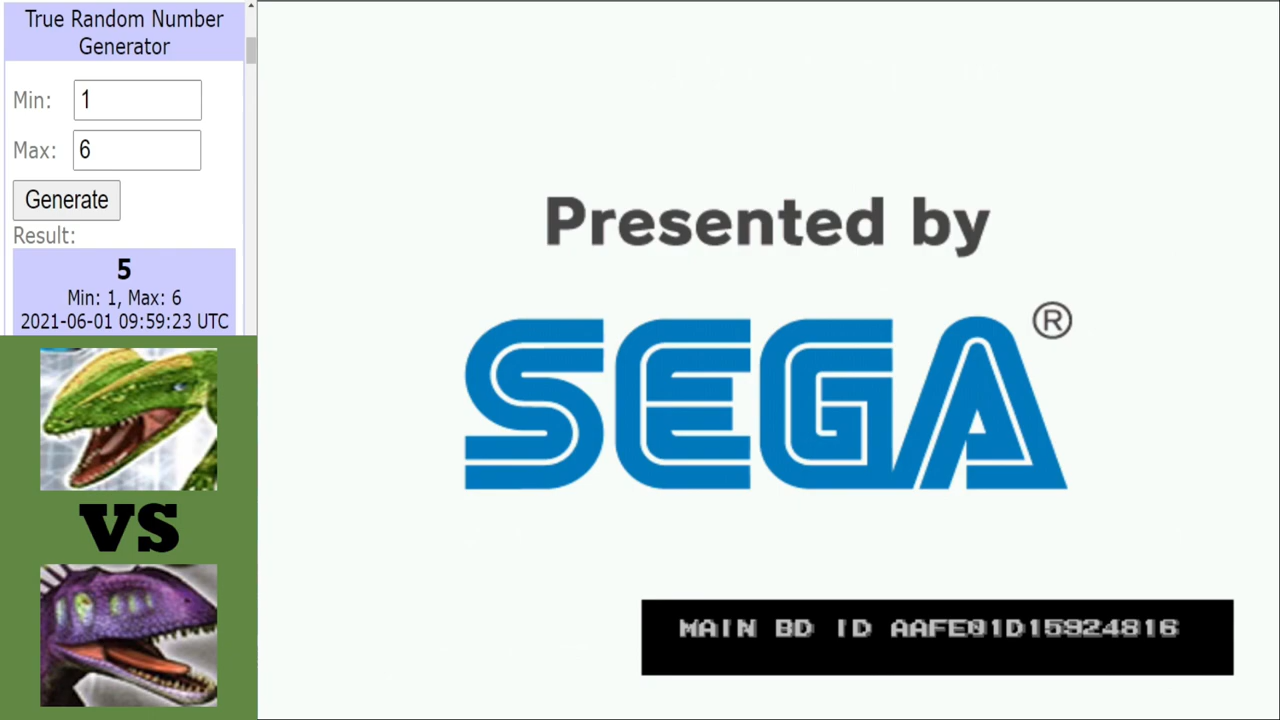 True Random Number
Generator
Min: 1
Max: 6
Generate
Result:
5
Min: 1, Max: 6
2021-06-01 09:59:23 UTC
VS
Presented by
SEGA®
MAIN BD ID AAFE01D15924816